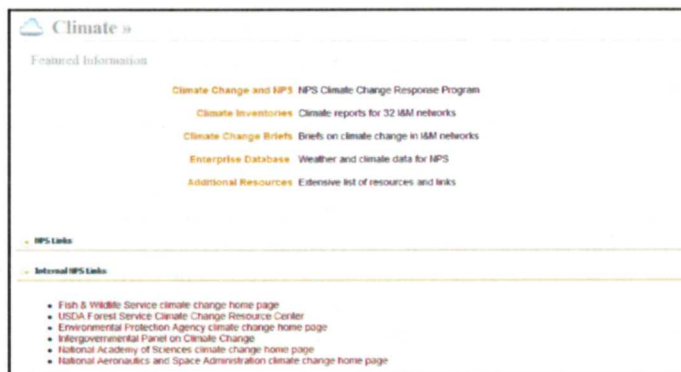 Climate »
Featured Information
Climate Change and NPS NPS Climate Change Response Program
Climate Inventories Climate reports for 32 I&M networks
Climate Change Briefs Briefs on climate change in I&M networks
Enterprise Database Weather and climate data for NPS
Additional Resources Extensive list of resources and links
NPS Links
Internal NPS Links
• Fish & Wildlife Service climate change home page
• USDA Forest Service Climate Change Resource Center
• Environmental Protection Agency climate change home page
• Intergovernmental Panel on Climate Change
• National Academy of Sciences climate change home page
• National Aeronautics and Space Administration climate change home page